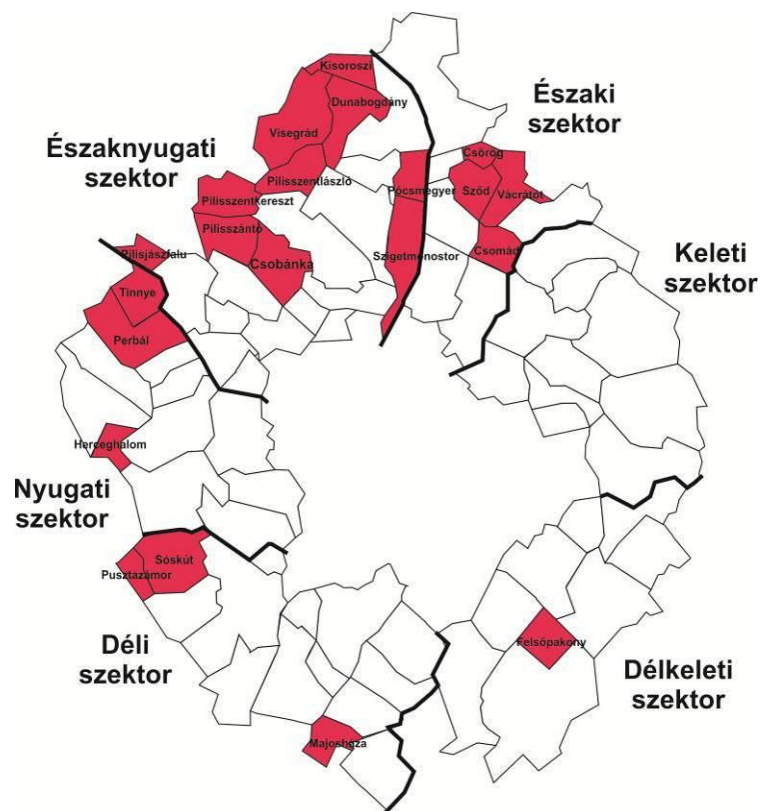 Kisoroszi
Dunabogdány
Északi
szektor
Visegrád
Északnyugati
szektor
Csörög
Pilisszentlászló
Pócsmegyer
Sződ
Vácrátót
Pilisszentkereszt
Pilisszántó
Szigetmonostor
Csomád
Pilisjászfalu
Csobánka
Keleti
szektor
Tinnye
Perbál
Herceghalom
Nyugati
szektor
Sóskút
Pusztazámor
Déli
szektor
Felsőpakony
Délkeleti
szektor
Majosháza